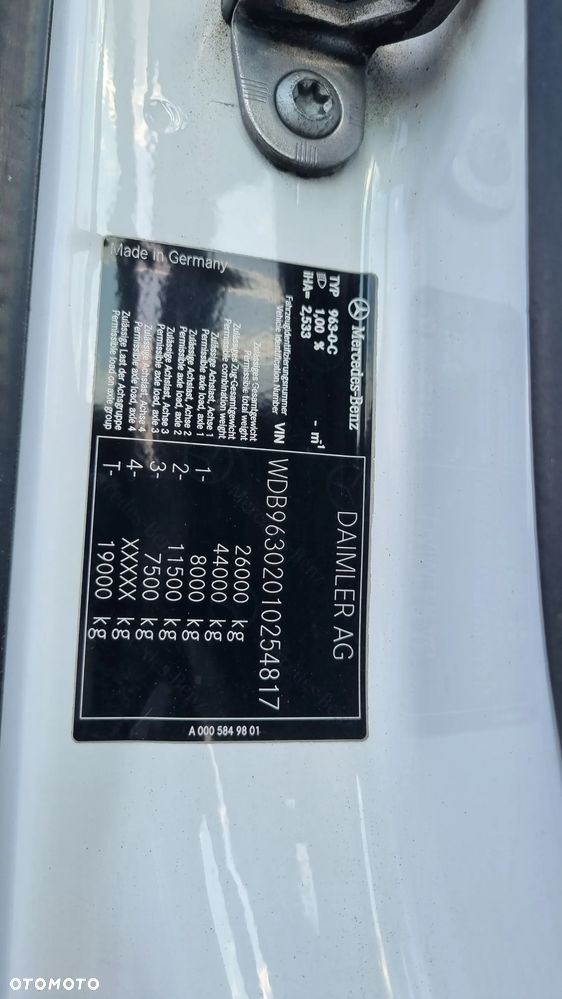 Mercedes-Benz
TYP 963-0-C
1,00 %
- m⁻¹
iHA= 2,533
DAIMLER AG
Fahrzeugidentifizierungsnummer
Vehicle Identification Number VIN WDB96302010254817
Zulässiges Gesamtgewicht
Permissible total weight 26000 kg
Zulässiges Zug-Gesamtgewicht
Permissible combination weight 44000 kg
Zulässige Achslast, Achse 1
Permissible axle load, axle 1 1- 8000 kg
Zulässige Achslast, Achse 2
Permissible axle load, axle 2 2- 11500 kg
Zulässige Achslast, Achse 3
Permissible axle load, axle 3 3- 7500 kg
Zulässige Achslast, Achse 4
Permissible axle load, axle 4 4- XXXXX kg
Zulässige Last der Achsgruppe
Permissible load on axle group T- 19000 kg
Made in Germany
A 000 584 98 01
OTOMOTO